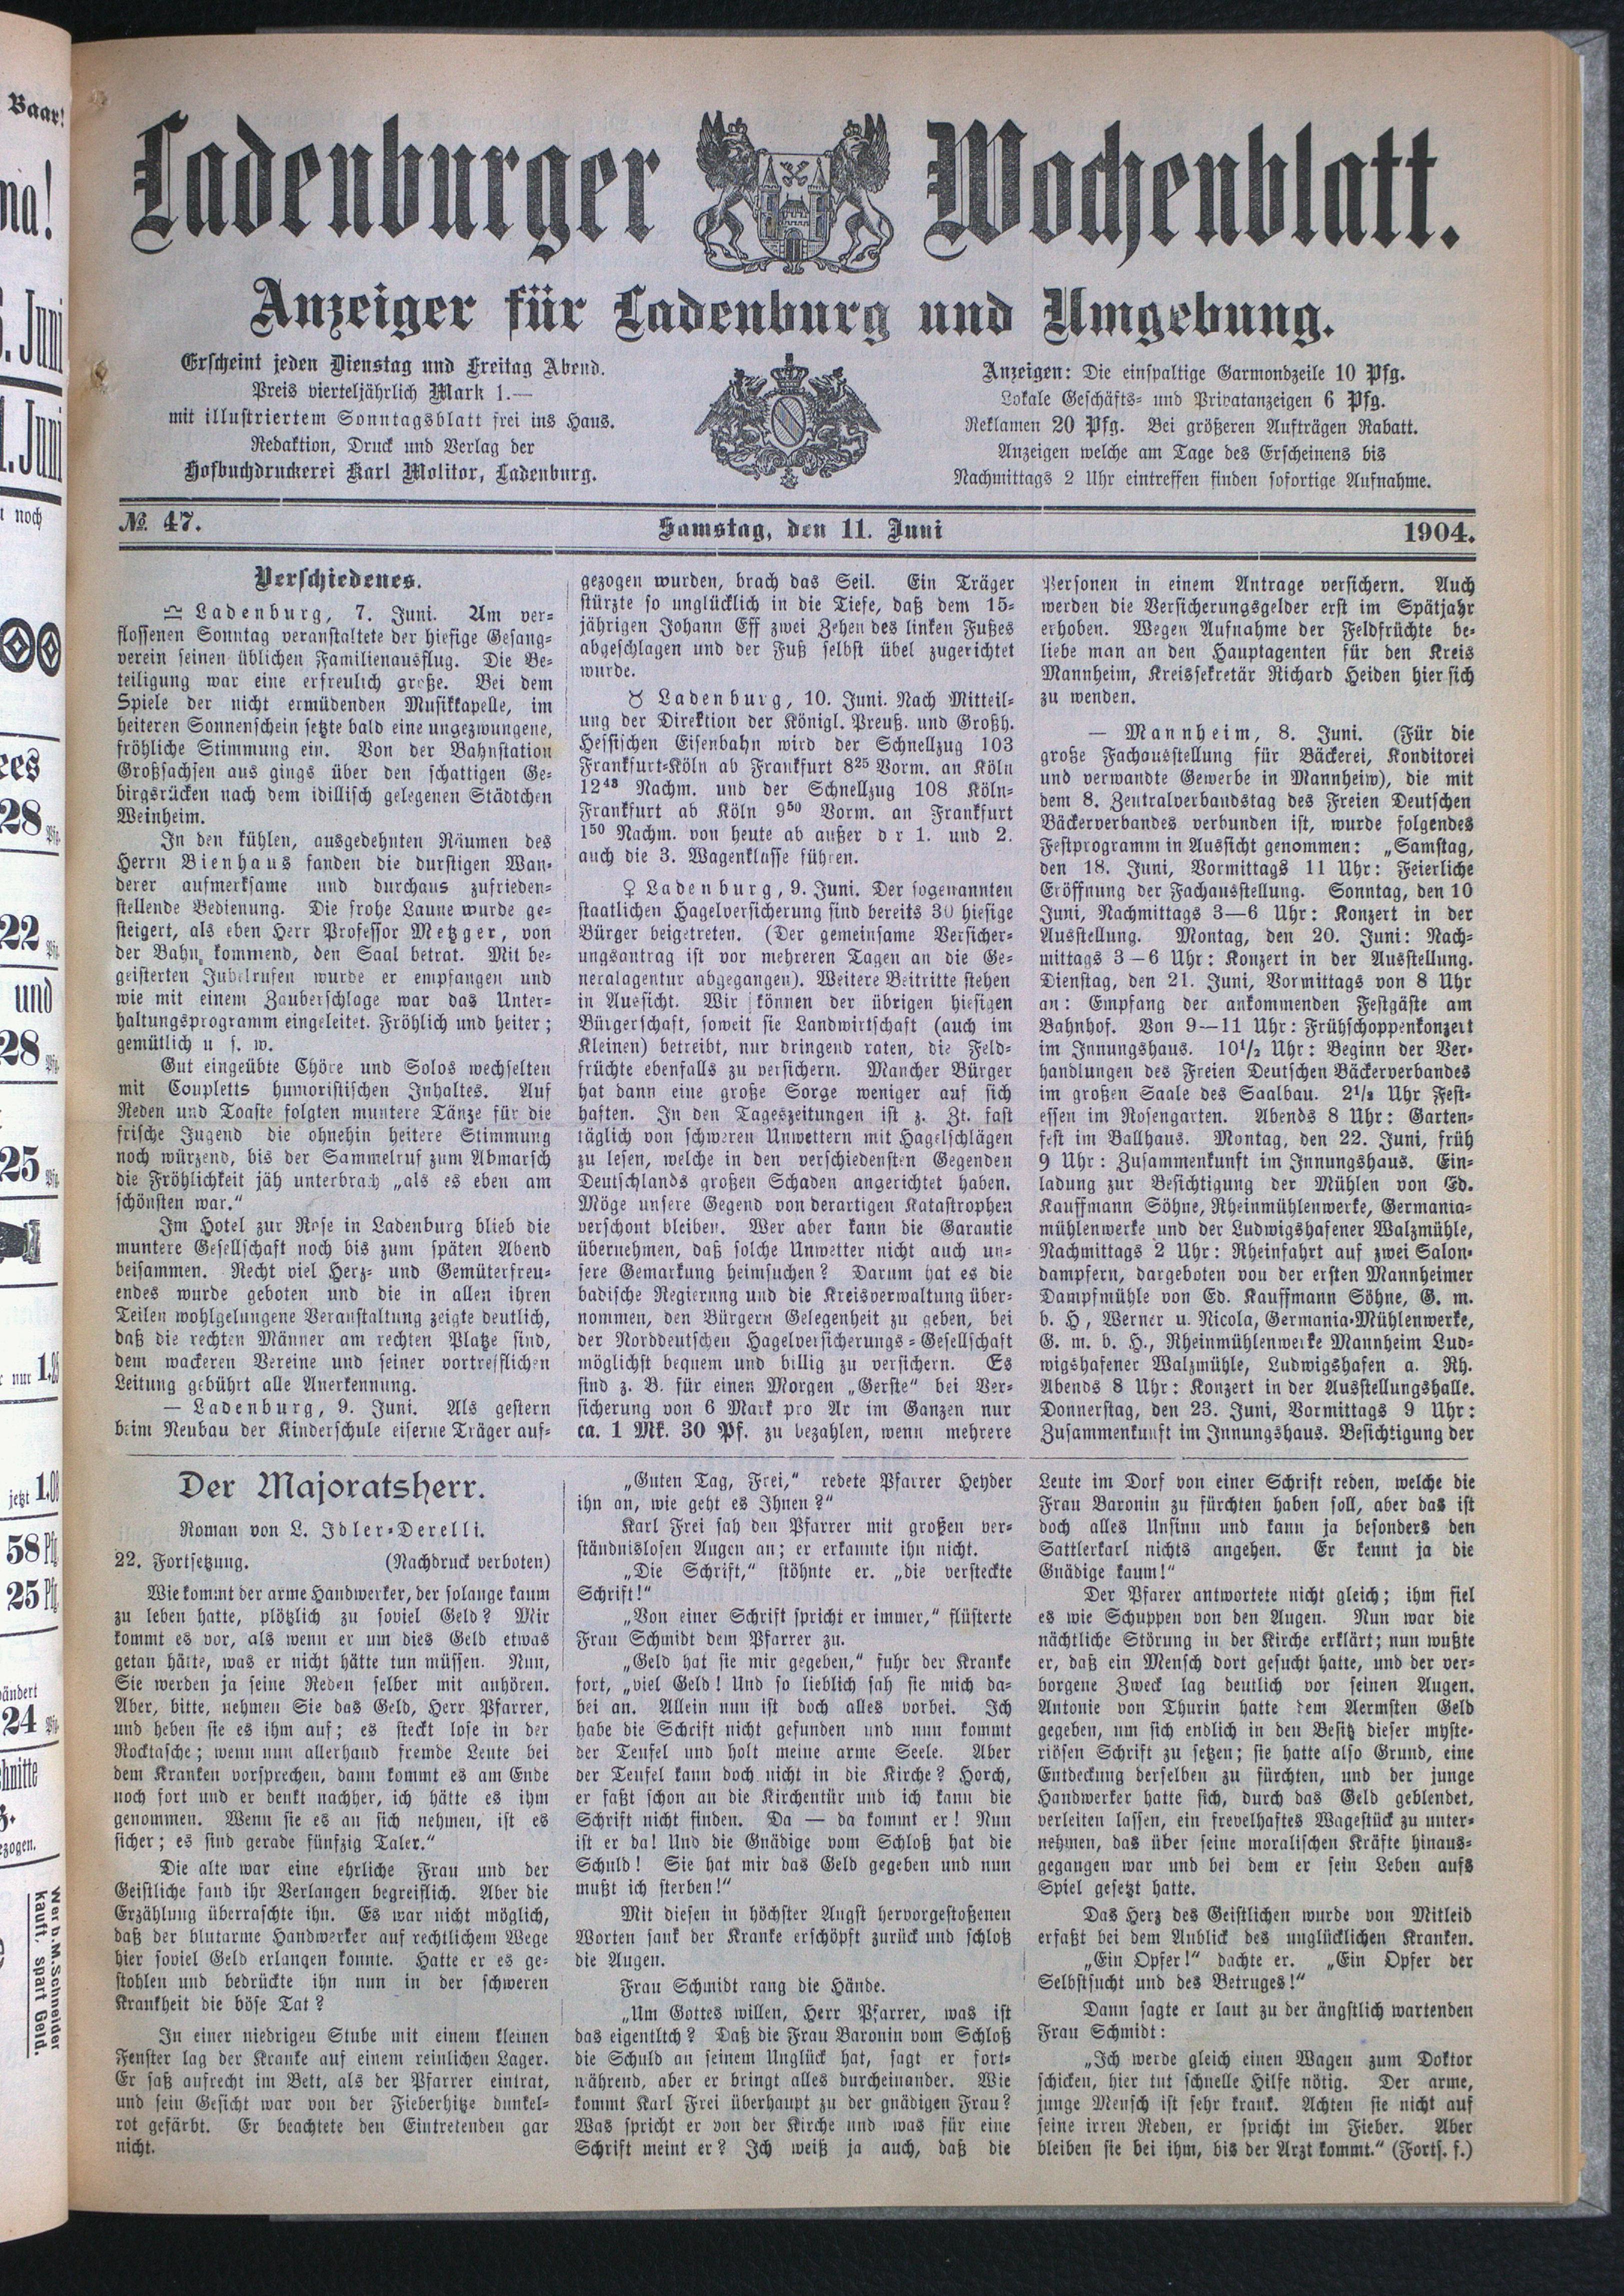 Ladenburger Wochenblatt.
Anzeiger für Ladenburg und Umgebung.
Erscheint jeden Dienstag und Freitag Abend.
Preis vierteljährlich Mark 1.—
mit illustriertem Sonntagsblatt frei ins Haus.
Redaktion, Druck und Verlag der
Hofbuchdruckerei Karl Molitor, Ladenburg.
Anzeigen: Die einspaltige Garmondzeile 10 Pfg.
Lokale Geschäfts- und Privatanzeigen 6 Pfg.
Reklamen 20 Pfg. Bei größeren Aufträgen Rabatt.
Anzeigen welche am Tage des Erscheinens bis
Nachmittags 2 Uhr eintreffen finden sofortige Aufnahme.
№ 47.
Samstag, den 11. Juni
1904.
Verschiedenes.
♎ Ladenburg, 7. Juni. Am ver-
flossenen Sonntag veranstaltete der hiesige Gesang-
verein seinen üblichen Familienausflug. Die Be-
teiligung war eine erfreulich große. Bei dem
Spiele der nicht ermüdenden Musikkapelle, im
heiteren Sonnenschein setzte bald eine ungezwungene,
fröhliche Stimmung ein. Von der Bahnstation
Großsachsen aus gings über den schattigen Ge-
birgsrücken nach dem idillisch gelegenen Städtchen
Weinheim.
In den kühlen, ausgedehnten Räumen des
Herrn Bienhaus fanden die durstigen Wan-
derer aufmerksame und durchaus zufrieden-
stellende Bedienung. Die frohe Laune wurde ge-
steigert, als eben Herr Professor Metzger, von
der Bahn kommend, den Saal betrat. Mit be-
geisterten Jubelrufen wurde er empfangen und
wie mit einem Zauberschlage war das Unter-
haltungsprogramm eingeleitet. Fröhlich und heiter;
gemütlich u s. w.
Gut eingeübte Chöre und Solos wechselten
mit Coupletts humoristischen Inhaltes. Auf
Reden und Toaste folgten muntere Tänze für die
frische Jugend die ohnehin heitere Stimmung
noch würzend, bis der Sammelruf zum Abmarsch
die Fröhlichkeit jäh unterbrach „als es eben am
schönsten war.“
Im Hotel zur Rose in Ladenburg blieb die
muntere Gesellschaft noch bis zum späten Abend
beisammen. Recht viel Herz- und Gemüterfreu-
endes wurde geboten und die in allen ihren
Teilen wohlgelungene Veranstaltung zeigte deutlich,
daß die rechten Männer am rechten Platze sind,
dem wackeren Vereine und seiner vortrefflichen
Leitung gebührt alle Anerkennung.
— Ladenburg, 9. Juni. Als gestern
beim Neubau der Kinderschule eiserne Träger auf-
gezogen wurden, brach das Seil. Ein Träger
stürzte so unglücklich in die Tiefe, daß dem 15-
jährigen Johann Eff zwei Zehen des linken Fußes
abgeschlagen und der Fuß selbst übel zugerichtet
wurde.
♉ Ladenburg, 10. Juni. Nach Mitteil-
ung der Direktion der Königl. Preuß. und Großh.
Hessischen Eisenbahn wird der Schnellzug 103
Frankfurt-Köln ab Frankfurt 8²⁵ Vorm. an Köln
12⁴³ Nachm. und der Schnellzug 108 Köln-
Frankfurt ab Köln 9⁵⁰ Vorm. an Frankfurt
1⁵⁰ Nachm. von heute ab außer d r 1. und 2.
auch die 3. Wagenklasse führen.
♀ Ladenburg, 9. Juni. Der sogenannten
staatlichen Hagelversicherung sind bereits 30 hiesige
Bürger beigetreten. (Der gemeinsame Versicher-
ungsantrag ist vor mehreren Tagen an die Ge-
neralagentur abgegangen). Weitere Beitritte stehen
in Aussicht. Wir können der übrigen hiesigen
Bürgerschaft, soweit sie Landwirtschaft (auch im
Kleinen) betreibt, nur dringend raten, die Feld-
früchte ebenfalls zu versichern. Mancher Bürger
hat dann eine große Sorge weniger auf sich
haften. In den Tageszeitungen ist z. Zt. fast
täglich von schweren Unwettern mit Hagelschlägen
zu lesen, welche in den verschiedensten Gegenden
Deutschlands großen Schaden angerichtet haben.
Möge unsere Gegend von derartigen Katastrophen
verschont bleiben. Wer aber kann die Garantie
übernehmen, daß solche Unwetter nicht auch un-
sere Gemarkung heimsuchen? Darum hat es die
badische Regierung und die Kreisverwaltung über-
nommen, den Bürgern Gelegenheit zu geben, bei
der Norddeutschen Hagelversicherungs-Gesellschaft
möglichst bequem und billig zu versichern. Es
sind z. B. für einen Morgen „Gerste“ bei Ver-
sicherung von 6 Mark pro Ar im Ganzen nur
ca. 1 Mk. 30 Pf. zu bezahlen, wenn mehrere
Personen in einem Antrage versichern. Auch
werden die Versicherungsgelder erst im Spätjahr
erhoben. Wegen Aufnahme der Feldfrüchte be-
liebe man an den Hauptagenten für den Kreis
Mannheim, Kreissekretär Richard Heiden hier sich
zu wenden.
— Mannheim, 8. Juni. (Für die
große Fachausstellung für Bäckerei, Konditorei
und verwandte Gewerbe in Mannheim), die mit
dem 8. Zentralverbandstag des Freien Deutschen
Bäckerverbandes verbunden ist, wurde folgendes
Festprogramm in Aussicht genommen: „Samstag,
den 18. Juni, Vormittags 11 Uhr: Feierliche
Eröffnung der Fachausstellung. Sonntag, den 10
Juni, Nachmittags 3—6 Uhr: Konzert in der
Ausstellung. Montag, den 20. Juni: Nach-
mittags 3—6 Uhr: Konzert in der Ausstellung.
Dienstag, den 21. Juni, Vormittags von 8 Uhr
an: Empfang der ankommenden Festgäste am
Bahnhof. Von 9—11 Uhr: Frühschoppenkonzert
im Innungshaus. 10½ Uhr: Beginn der Ver-
handlungen des Freien Deutschen Bäckerverbandes
im großen Saale des Saalbau. 2½ Uhr Fest-
essen im Rosengarten. Abends 8 Uhr: Garten-
fest im Ballhaus. Montag, den 22. Juni, früh
9 Uhr: Zusammenkunft im Innungshaus. Ein-
ladung zur Besichtigung der Mühlen von Ed.
Kauffmann Söhne, Rheinmühlenwerke, Germania-
mühlenwerke und der Ludwigshafener Walzmühle,
Nachmittags 2 Uhr: Rheinfahrt auf zwei Salon-
dampfern, dargeboten von der ersten Mannheimer
Dampfmühle von Ed. Kauffmann Söhne, G. m.
b. H, Werner u. Nicola, Germania-Mühlenwerke,
G. m. b. H., Rheinmühlenwerke Mannheim Lud-
wigshafener Walzmühle, Ludwigshafen a. Rh.
Abends 8 Uhr: Konzert in der Ausstellungshalle.
Donnerstag, den 23. Juni, Vormittags 9 Uhr:
Zusammenkunft im Innungshaus. Besichtigung der
Der Majoratsherr.
Roman von L. Idler-Derelli.
22. Fortsetzung. (Nachdruck verboten)
Wie kommt der arme Handwerker, der solange kaum
zu leben hatte, plötzlich zu soviel Geld? Mir
kommt es vor, als wenn er um dies Geld etwas
getan hätte, was er nicht hätte tun müssen. Nun,
Sie werden ja seine Reden selber mit anhören.
Aber, bitte, nehmen Sie das Geld, Herr Pfarrer,
und heben sie es ihm auf; es steckt lose in der
Rocktasche; wenn nun allerhand fremde Leute bei
dem Kranken vorsprechen, dann kommt es am Ende
noch fort und er denkt nachher, ich hätte es ihm
genommen. Wenn sie es an sich nehmen, ist es
sicher; es sind gerade fünfzig Taler.“
Die alte war eine ehrliche Frau und der
Geistliche fand ihr Verlangen begreiflich. Aber die
Erzählung überraschte ihn. Es war nicht möglich,
daß der blutarme Handwerker auf rechtlichem Wege
hier soviel Geld erlangen konnte. Hatte er es ge-
stohlen und bedrückte ihn nun in der schweren
Krankheit die böse Tat?
In einer niedrigen Stube mit einem kleinen
Fenster lag der Kranke auf einem reinlichen Lager.
Er saß aufrecht im Bett, als der Pfarrer eintrat,
und sein Gesicht war von der Fieberhitze dunkel-
rot gefärbt. Er beachtete den Eintretenden gar
nicht.
„Guten Tag, Frei,“ redete Pfarrer Heyder
ihn an, wie geht es Ihnen?“
Karl Frei sah den Pfarrer mit großen ver-
ständnislosen Augen an; er erkannte ihn nicht.
„Die Schrift,“ stöhnte er. „die versteckte
Schrift!“
„Von einer Schrift spricht er immer,“ flüsterte
Frau Schmidt dem Pfarrer zu.
„Geld hat sie mir gegeben,“ fuhr der Kranke
fort, „viel Geld! Und so lieblich sah sie mich da-
bei an. Allein nun ist doch alles vorbei. Ich
habe die Schrift nicht gefunden und nun kommt
der Teufel und holt meine arme Seele. Aber
der Teufel kann doch nicht in die Kirche? Horch,
er faßt schon an die Kirchentür und ich kann die
Schrift nicht finden. Da — da kommt er! Nun
ist er da! Und die Gnädige vom Schloß hat die
Schuld! Sie hat mir das Geld gegeben und nun
mußt ich sterben!“
Mit diesen in höchster Angst hervorgestoßenen
Worten sank der Kranke erschöpft zurück und schloß
die Augen.
Frau Schmidt rang die Hände.
„Um Gottes willen, Herr Pfarrer, was ist
das eigentltch? Daß die Frau Baronin vom Schloß
die Schuld an seinem Unglück hat, sagt er fort-
während, aber er bringt alles durcheinander. Wie
kommt Karl Frei überhaupt zu der gnädigen Frau?
Was spricht er von der Kirche und was für eine
Schrift meint er? Ich weiß ja auch, daß die
Leute im Dorf von einer Schrift reden, welche die
Frau Baronin zu fürchten haben soll, aber das ist
doch alles Unsinn und kann ja besonders den
Sattlerkarl nichts angehen. Er kennt ja die
Gnädige kaum!“
Der Pfarer antwortete nicht gleich; ihm fiel
es wie Schuppen von den Augen. Nun war die
nächtliche Störung in der Kirche erklärt; nun wußte
er, daß ein Mensch dort gesucht hatte, und der ver-
borgene Zweck lag deutlich vor seinen Augen.
Antonie von Thurin hatte dem Aermsten Geld
gegeben, um sich endlich in den Besitz dieser myste-
riösen Schrift zu setzen; sie hatte also Grund, eine
Entdeckung derselben zu fürchten, und der junge
Handwerker hatte sich, durch das Geld geblendet,
verleiten lassen, ein frevelhaftes Wagestück zu unter-
nehmen, das über seine moralischen Kräfte hinaus-
gegangen war und bei dem er sein Leben aufs
Spiel gesetzt hatte.
Das Herz des Geistlichen wurde von Mitleid
erfaßt bei dem Anblick des unglücklichen Kranken.
„Ein Opfer!“ dachte er. „Ein Opfer der
Selbstsucht und des Betruges!“
Dann sagte er laut zu der ängstlich wartenden
Frau Schmidt:
„Ich werde gleich einen Wagen zum Doktor
schicken, hier tut schnelle Hilfe nötig. Der arme,
junge Mensch ist sehr krank. Achten sie nicht auf
seine irren Reden, er spricht im Fieber. Aber
bleiben sie bei ihm, bis der Arzt kommt.“ (Forts. f.)
Baar!
Juni
Juni
noch
28
22
und
28
25
nur 1.25
jetzt 1.08
58 Pfg.
25 Pfg.
24
Wer b. M. Schneider
kauft, spart Geld.